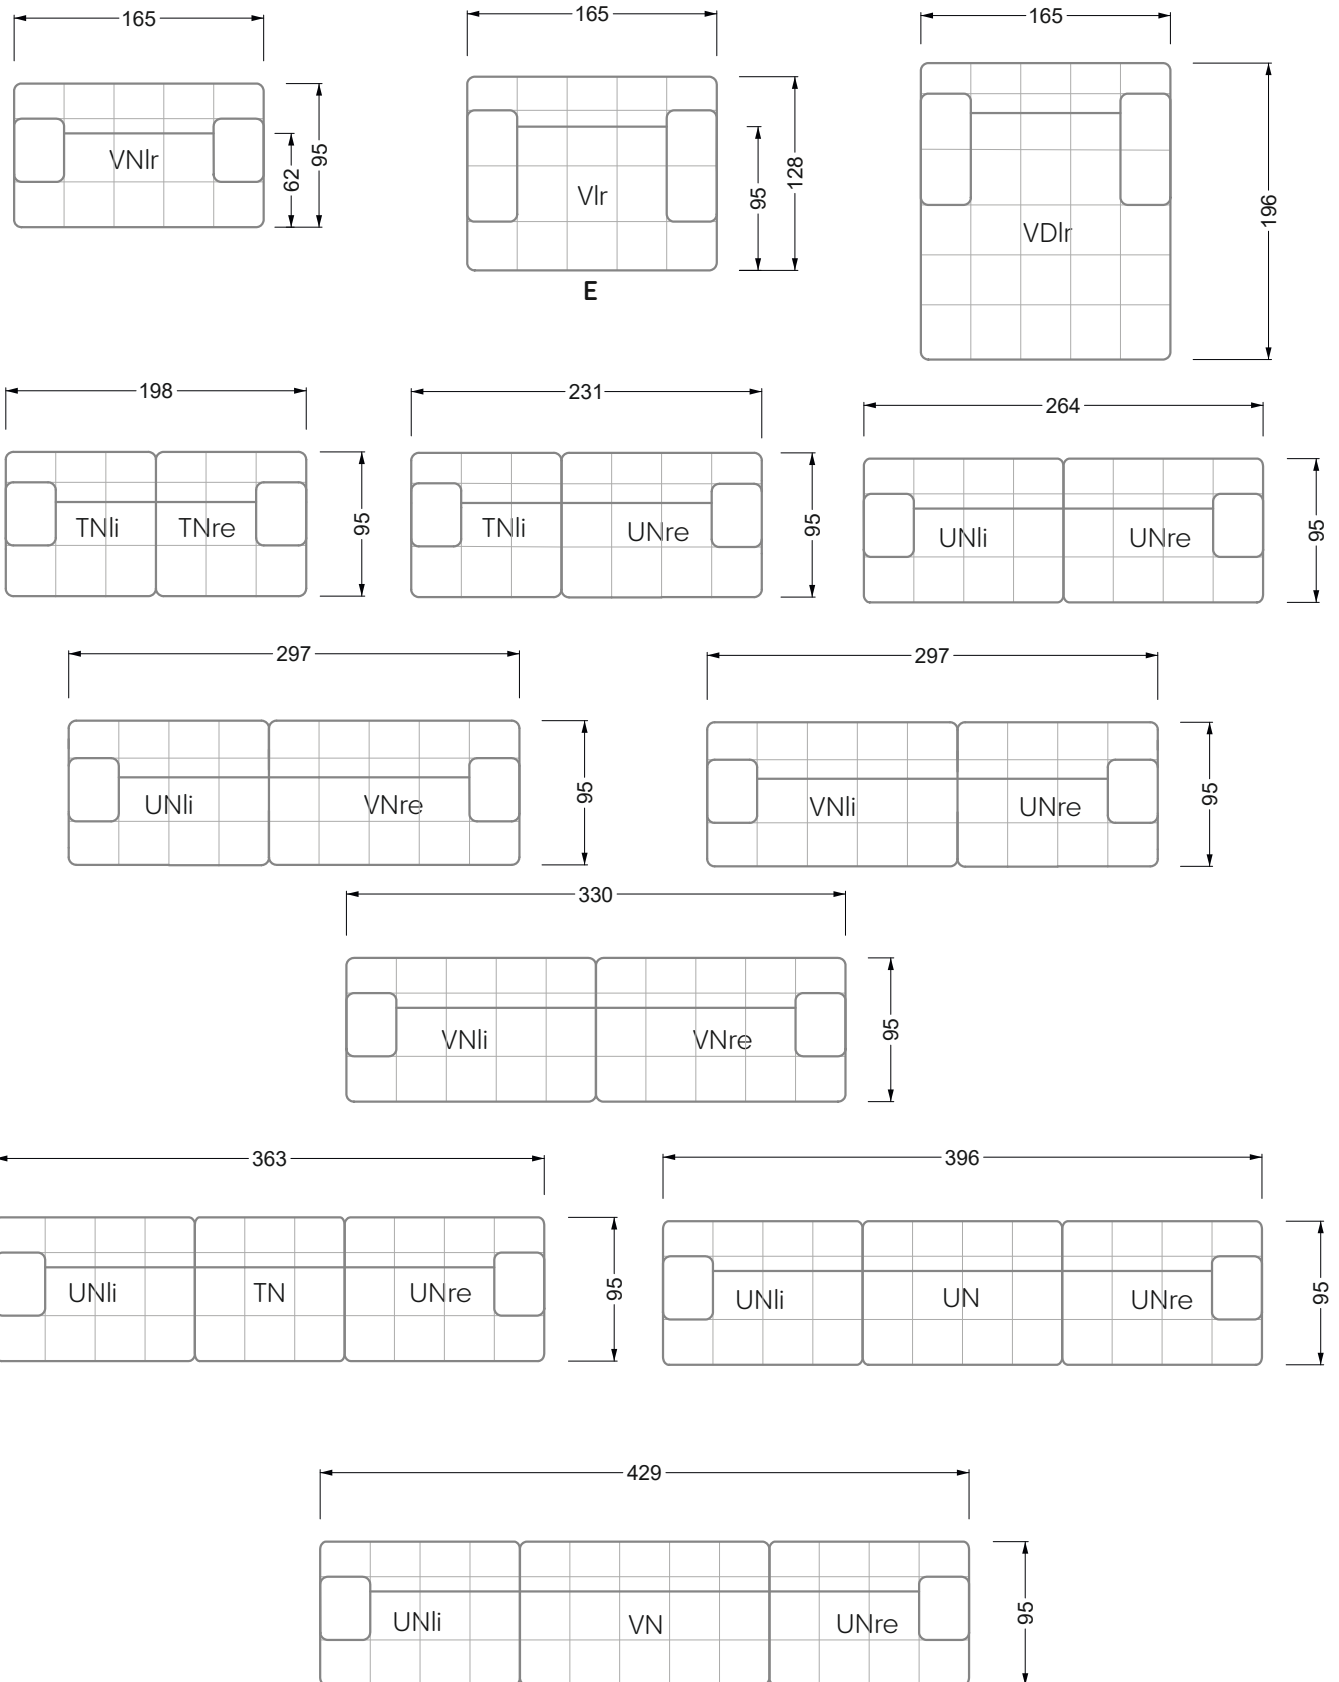 165 165 165
VNlr 62 95
Vlr 95 128
VDlr 196
E
198 231 264
TNli TNre 95
TNli UNre 95
UNli UNre 95
297 297
UNli VNre 95
VNli UNre 95
330
VNli VNre 95
363 396
UNli TN UNre 95
UNli UN UNre 95
429
UNli VN UNre 95